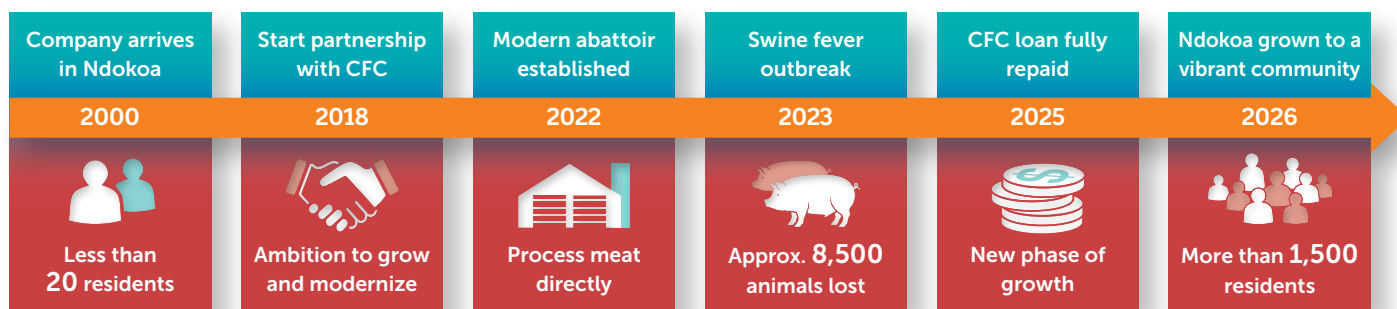 Company arrives
in Ndokoa
2000
Less than
20 residents
Start partnership
with CFC
2018
Ambition to grow
and modernize
Modern abattoir
established
2022
Process meat
directly
Swine fever
outbreak
2023
Approx. 8,500
animals lost
CFC loan fully
repaid
2025
$
New phase of
growth
Ndokoa grown to a
vibrant community
2026
More than 1,500
residents